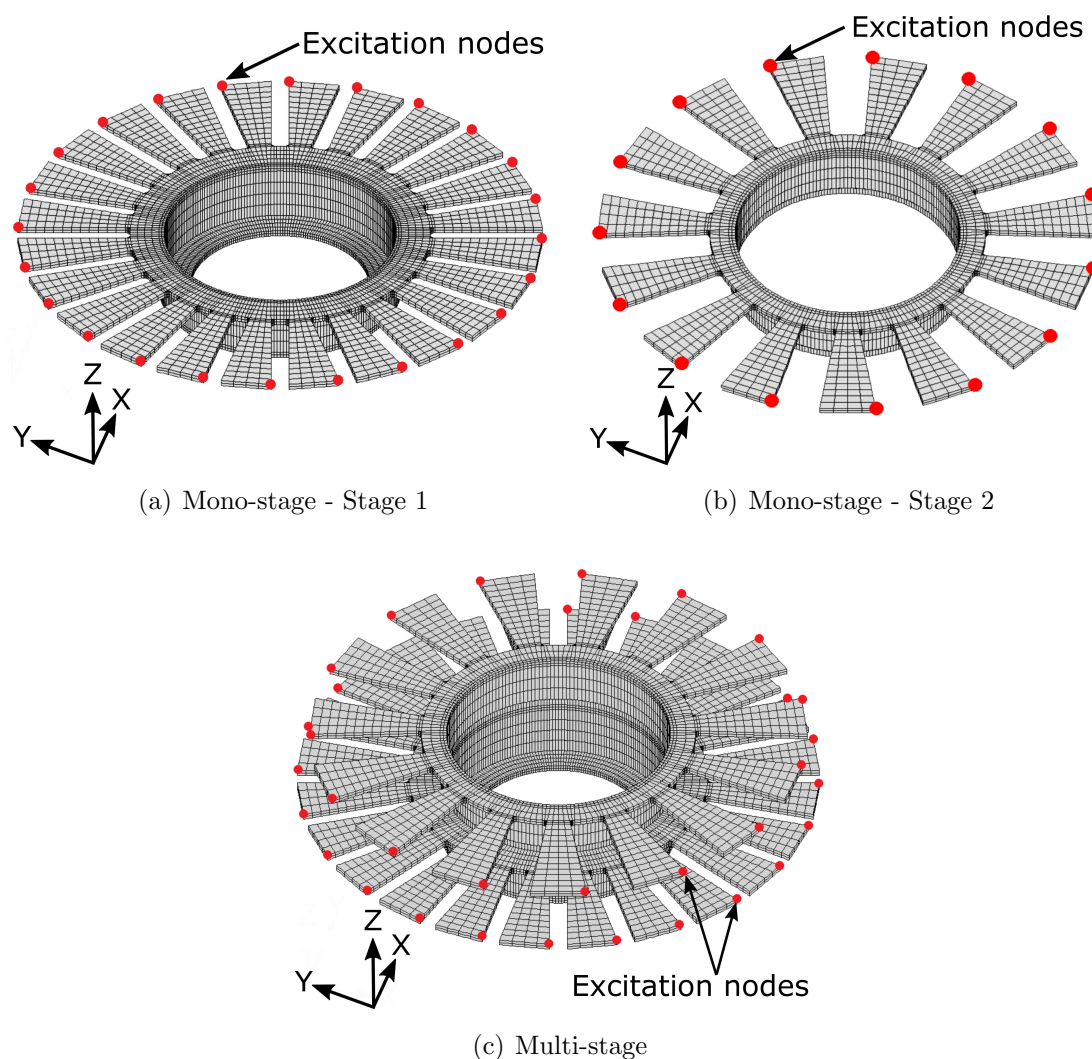 Excitation nodes
Excitation nodes
Z
X
Y
Z
X
Y
(a) Mono-stage - Stage 1
(b) Mono-stage - Stage 2
Z
X
Y
Excitation nodes
(c) Multi-stage